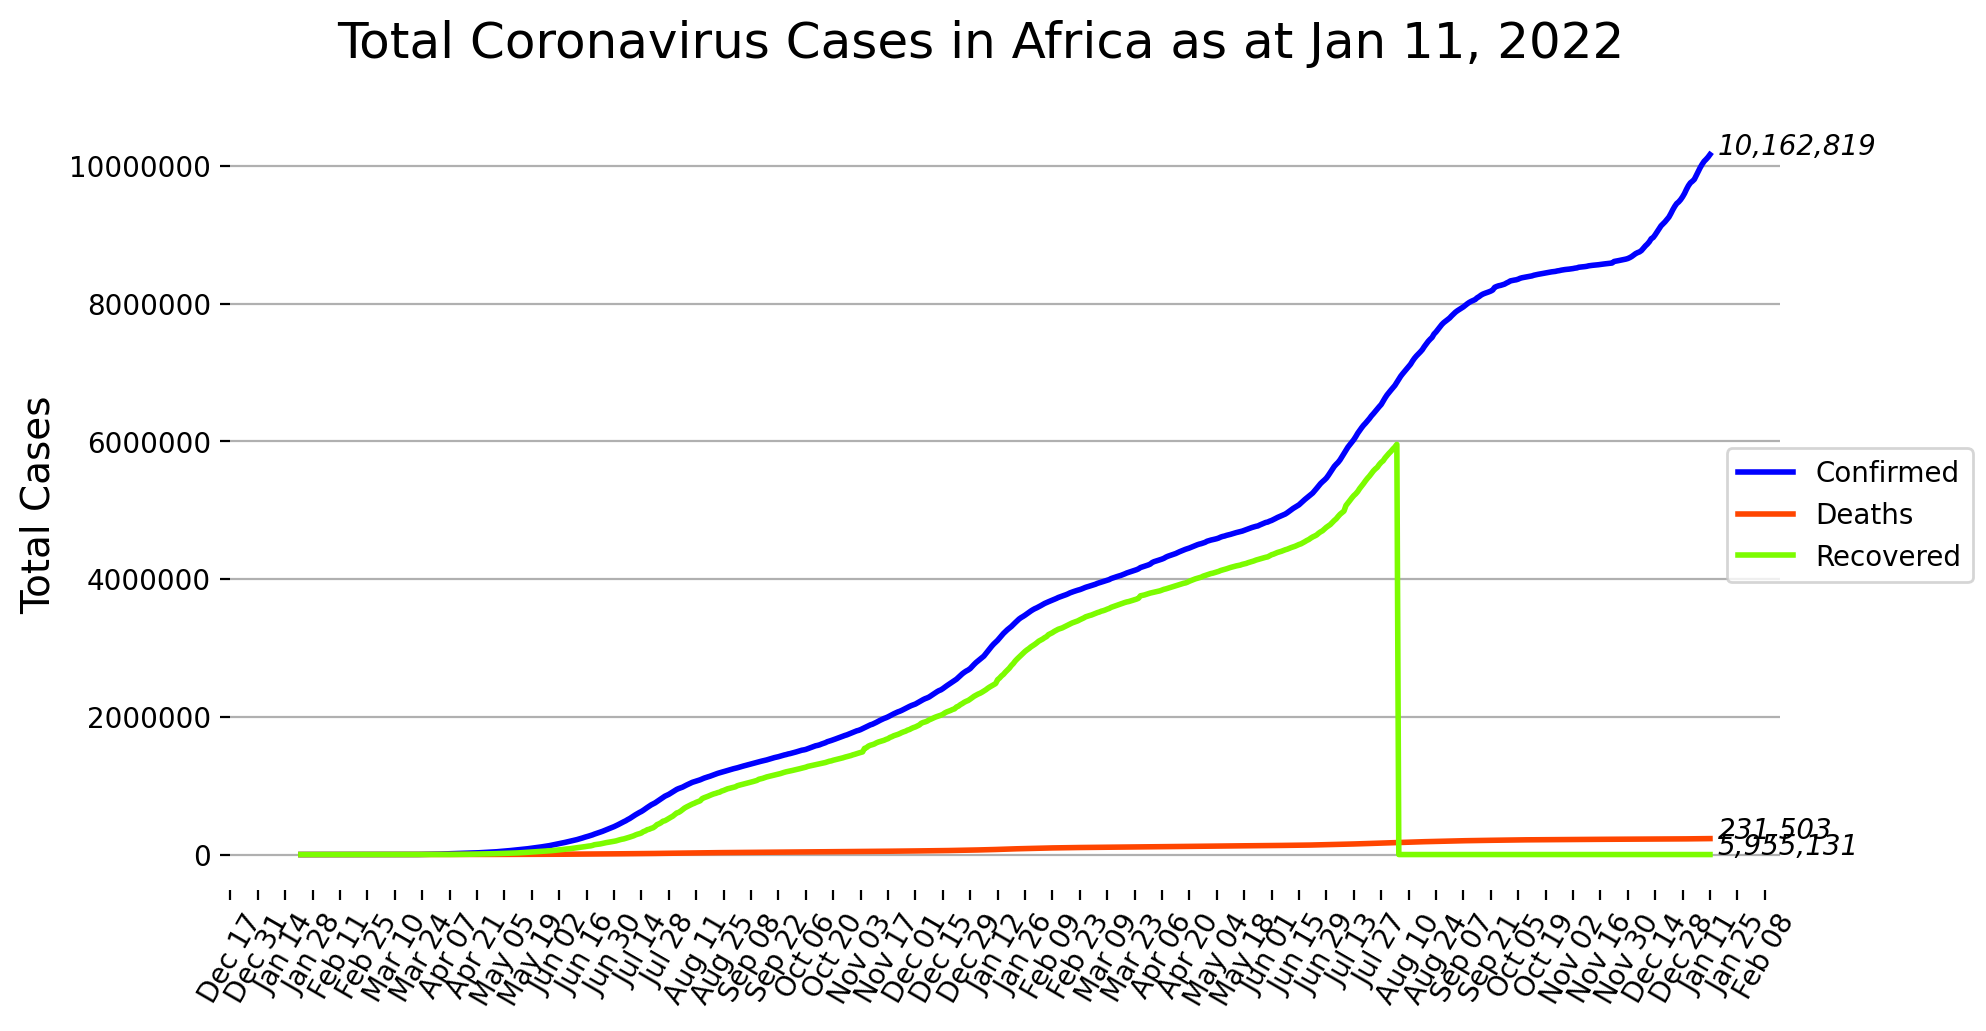 Total Coronavirus Cases in Africa as at Jan 11, 2022
Total Cases
10000000
8000000
6000000
4000000
2000000
0
10,162,819
231,503
5,955,131
Confirmed
Deaths
Recovered
Dec 17
Dec 31
Jan 14
Jan 28
Feb 11
Feb 25
Mar 10
Mar 24
Apr 07
Apr 21
May 05
May 19
Jun 02
Jun 16
Jun 30
Jul 14
Jul 28
Aug 11
Aug 25
Sep 08
Sep 22
Oct 06
Oct 20
Nov 03
Nov 17
Dec 01
Dec 15
Dec 29
Jan 12
Jan 26
Feb 09
Feb 23
Mar 09
Mar 23
Apr 06
Apr 20
May 04
May 18
Jun 01
Jun 15
Jun 29
Jul 13
Jul 27
Aug 10
Aug 24
Sep 07
Sep 21
Oct 05
Oct 19
Nov 02
Nov 16
Nov 30
Dec 14
Dec 28
Jan 11
Jan 25
Feb 08